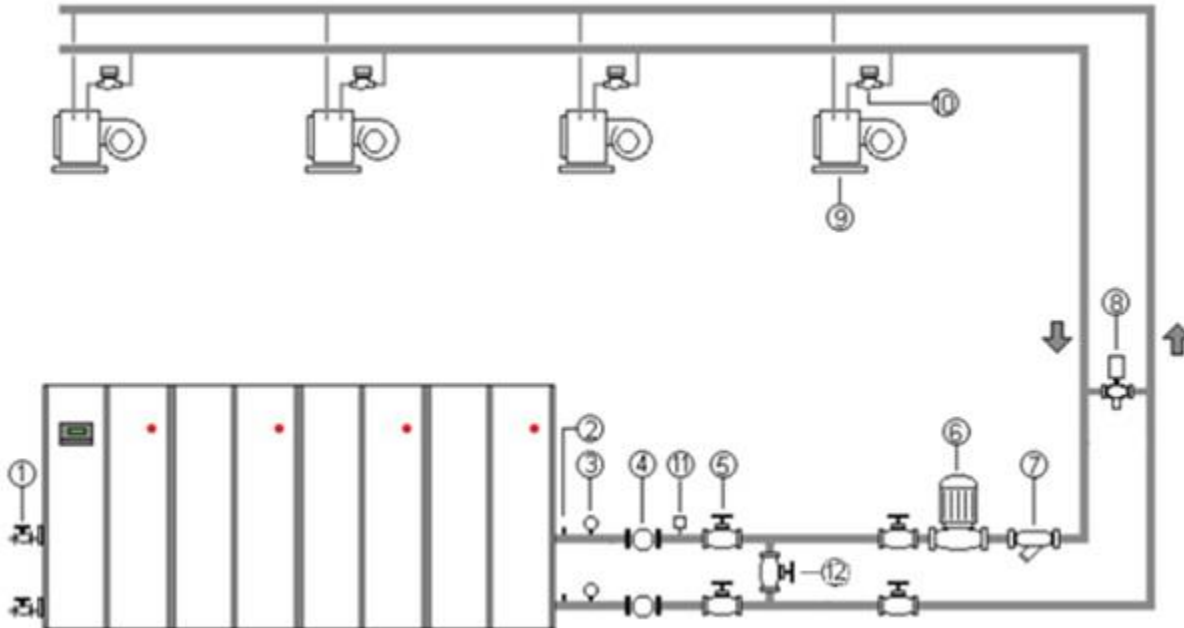 ⑩
⑨
⑧
① ② ③ ④ ⑪ ⑤ ⑥ ⑦
⑫